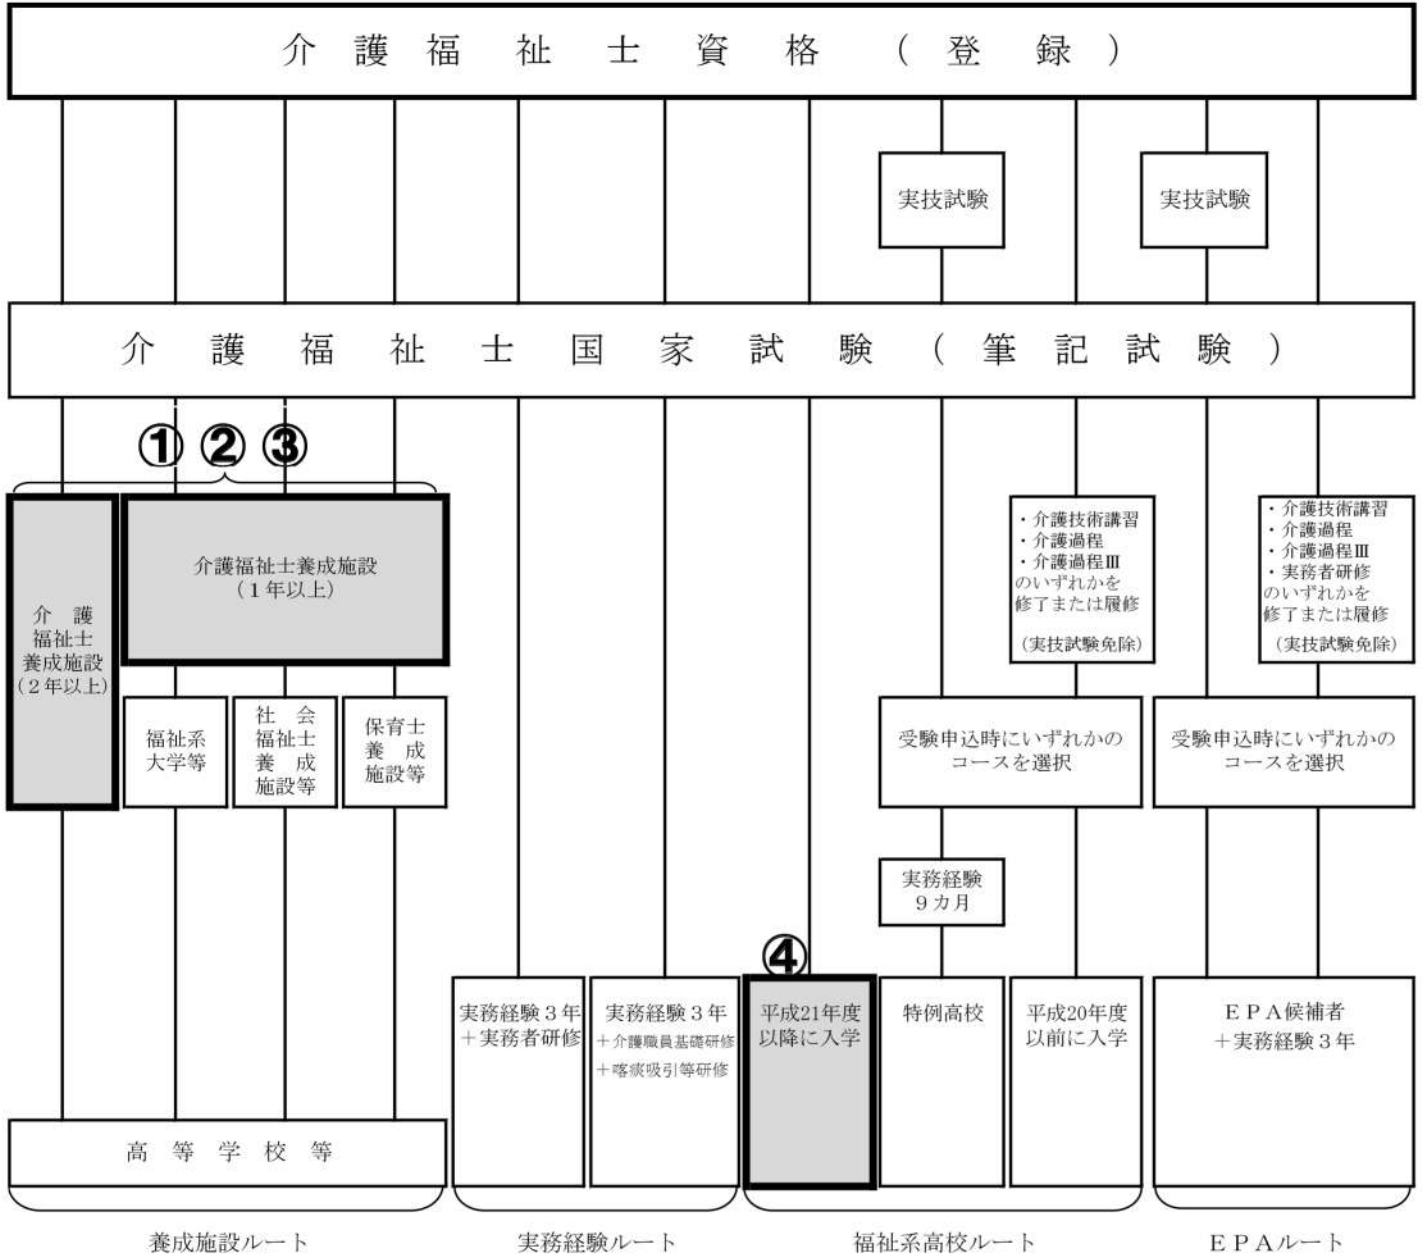 介護福祉士資格(登録)
実技試験
実技試験
介護福祉士国家試験(筆記試験)
①②③
介護
福祉士
養成施設
(2年以上)
介護福祉士養成施設
(1年以上)
福祉系
大学等
社会
福祉士
養成
施設等
保育士
養成
施設等
・介護技術講習
・介護過程
・介護過程Ⅲ
のいずれかを
修了または履修
(実技試験免除)
・介護技術講習
・介護過程
・介護過程Ⅲ
・実務者研修
のいずれかを
修了または履修
(実技試験免除)
受験申込時にいずれかの
コースを選択
受験申込時にいずれかの
コースを選択
実務経験
9カ月
④
実務経験3年
+実務者研修
実務経験3年
+介護職員基礎研修
+喀痰吸引等研修
平成21年度
以降に入学
特例高校
平成20年度
以前に入学
EPA候補者
+実務経験3年
高等学校等
養成施設ルート
実務経験ルート
福祉系高校ルート
EPAルート